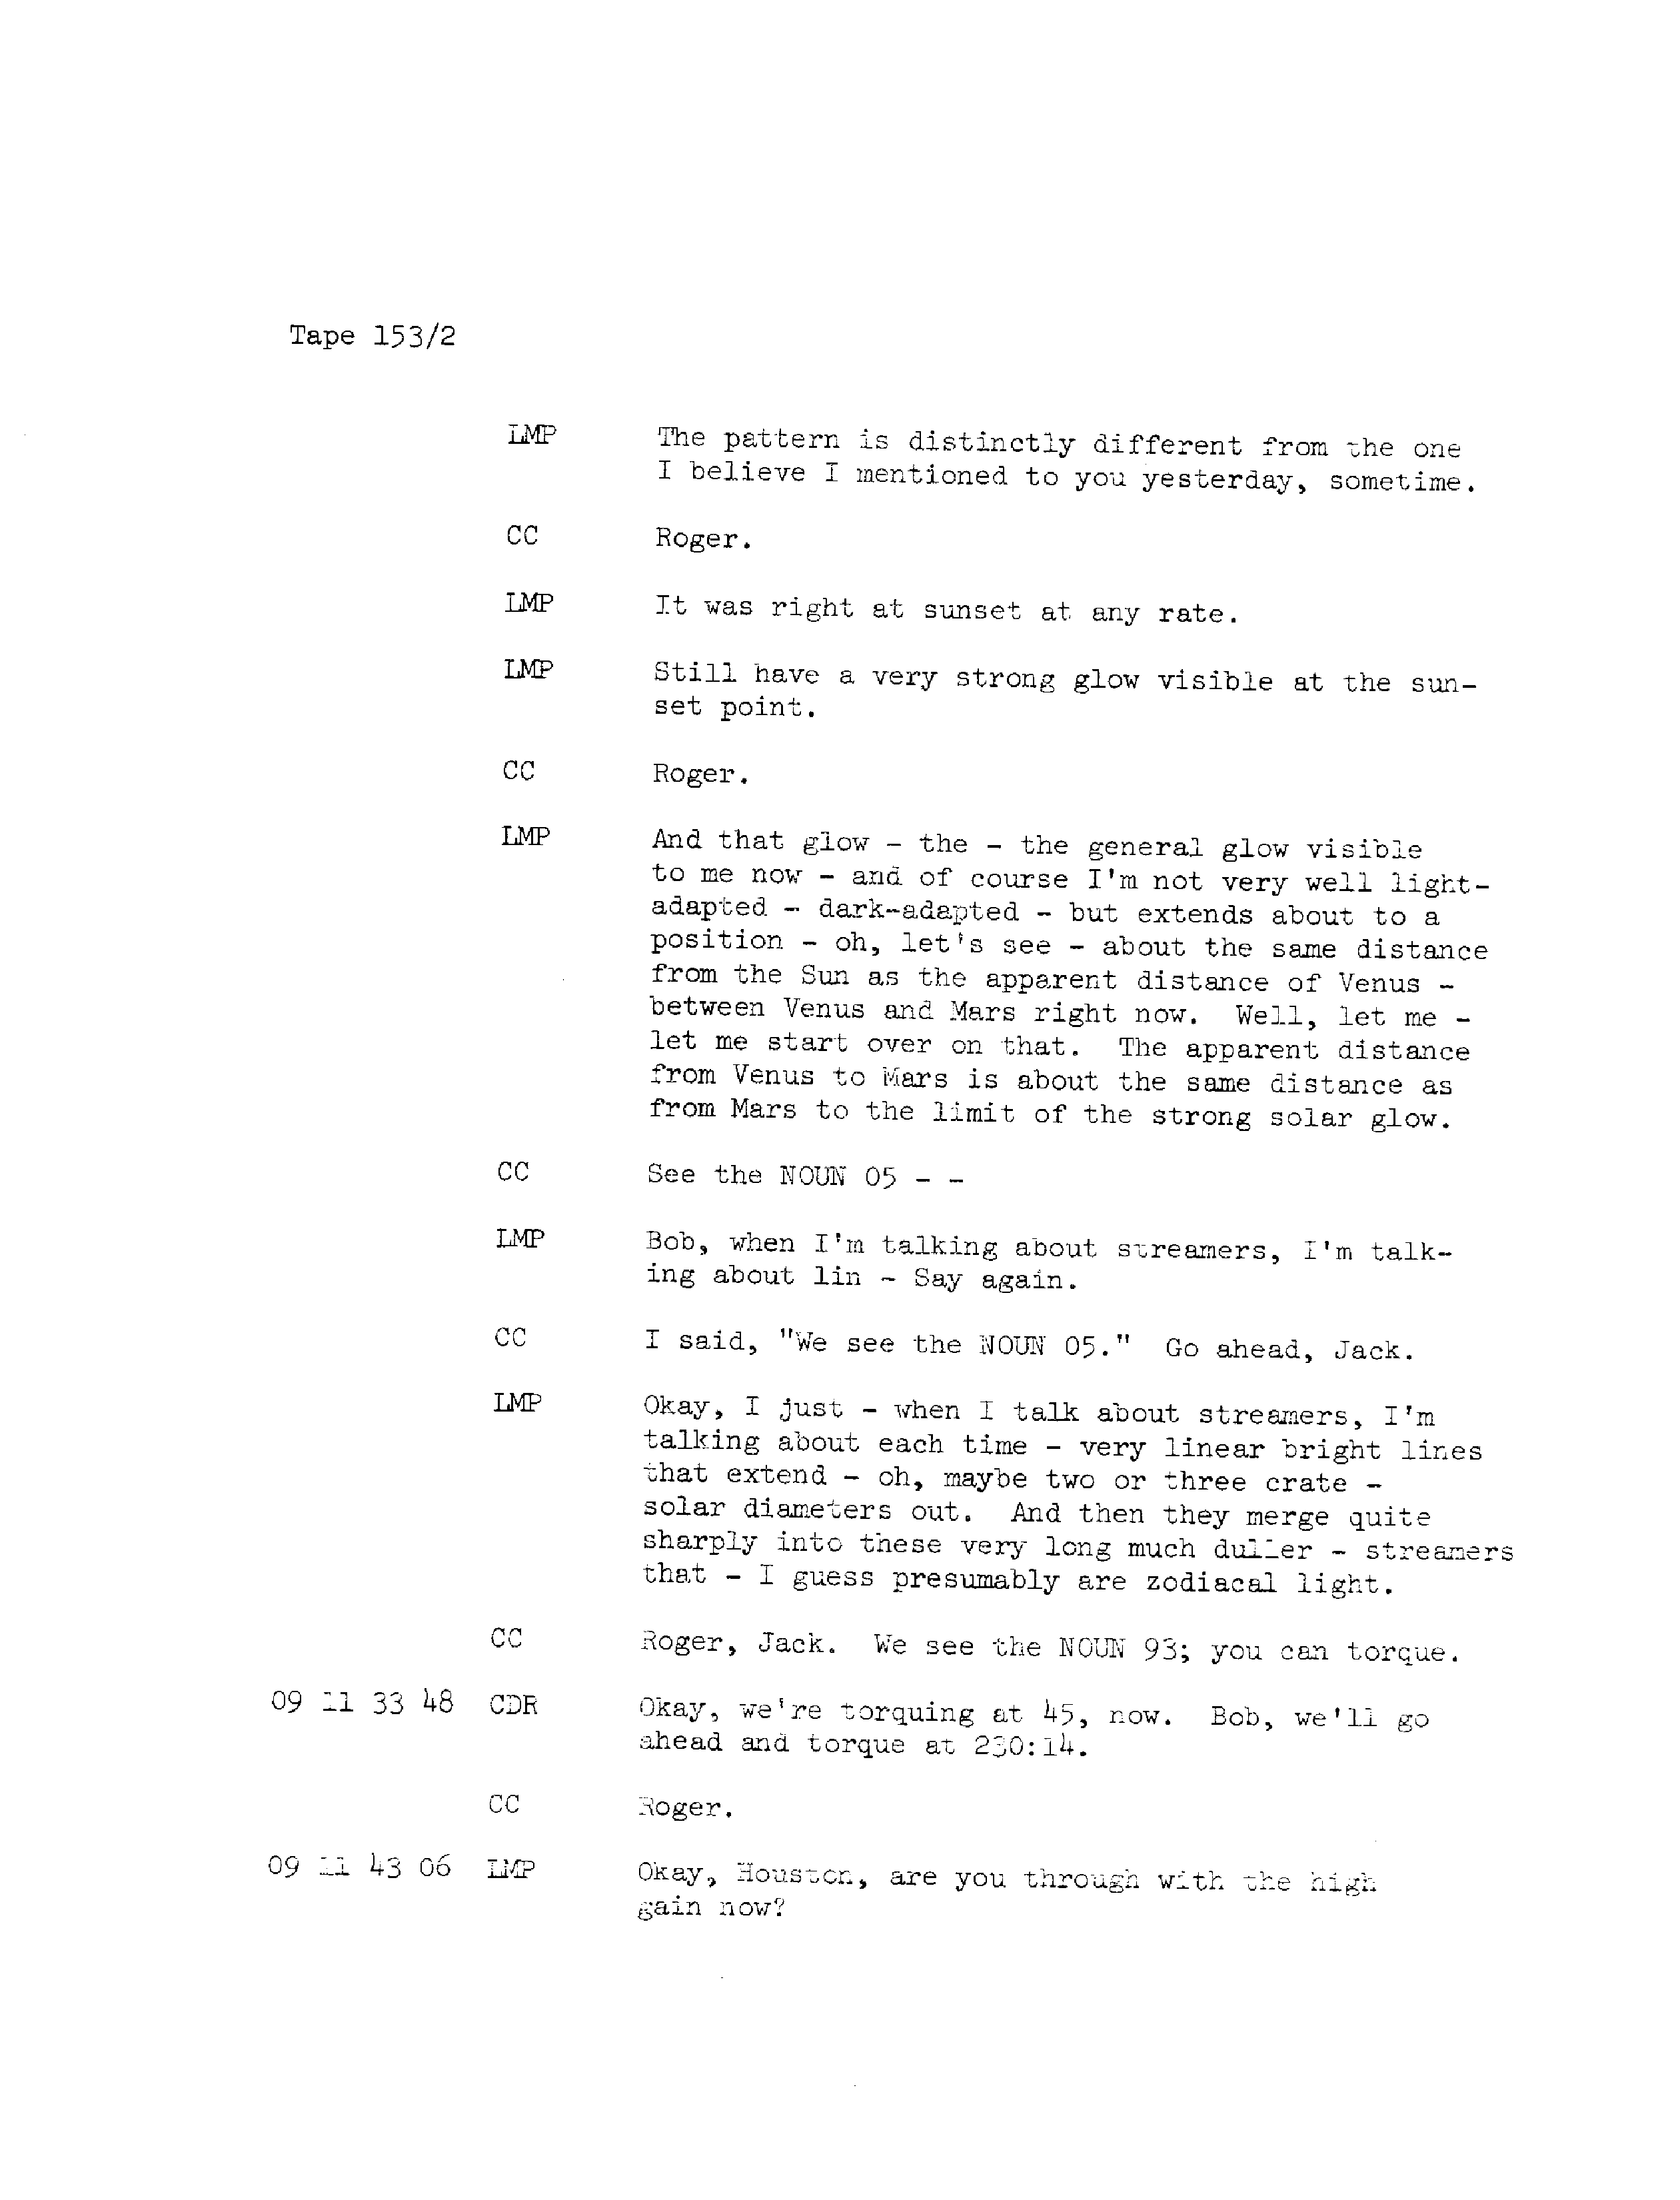 Tape 153/2
LMP The pattern is distinctly different from the one
I believe I mentioned to you yesterday, sometime.
CC Roger.
LMP It was right at sunset at any rate.
LMP Still have a very strong glow visible at the sun-
set point.
CC Roger.
LMP And that glow - the - the general glow visible
to me now - and of course I'm not very well light-
adapted - dark-adapted - but extends about to a
position - oh, let's see - about the same distance
from the Sun as the apparent distance of Venus -
between Venus and Mars right now. Well, let me -
let me start over on that. The apparent distance
from Venus to Mars is about the same distance as
from Mars to the limit of the strong solar glow.
CC See the NOUN 05 - -
LMP Bob, when I'm talking about streamers, I'm talk-
ing about lin - Say again.
CC I said, "We see the NOUN 05." Go ahead, Jack.
LMP Okay, I just - when I talk about streamers, I'm
talking about each time - very linear bright lines
that extend - oh, maybe two or three crate -
solar diameters out. And then they merge quite
sharply into these very long much duller - streamers
that - I guess presumably are zodiacal light.
CC Roger, Jack. We see the NOUN 93; you can torque.
09 11 33 48 CDR Okay, we're torquing at 45, now. Bob, we'll go
ahead and torque at 230:14.
CC Roger.
09 11 43 06 LMP Okay, Houston, are you through with the high
gain now?